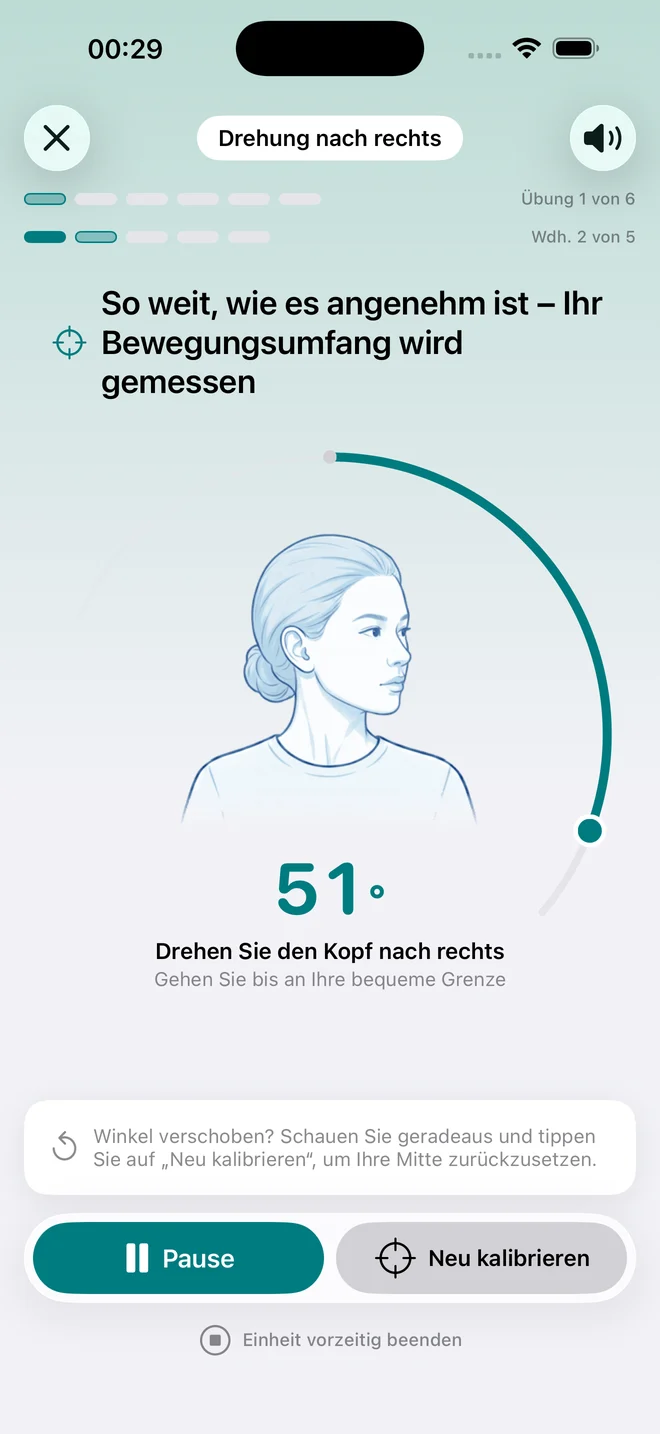 00:29
Drehung nach rechts
Übung 1 von 6
Wdh. 2 von 5
So weit, wie es angenehm ist – Ihr
Bewegungsumfang wird
gemessen
51°
Drehen Sie den Kopf nach rechts
Gehen Sie bis an Ihre bequeme Grenze
Winkel verschoben? Schauen Sie geradeaus und tippen
Sie auf „Neu kalibrieren“, um Ihre Mitte zurückzusetzen.
Pause
Neu kalibrieren
Einheit vorzeitig beenden